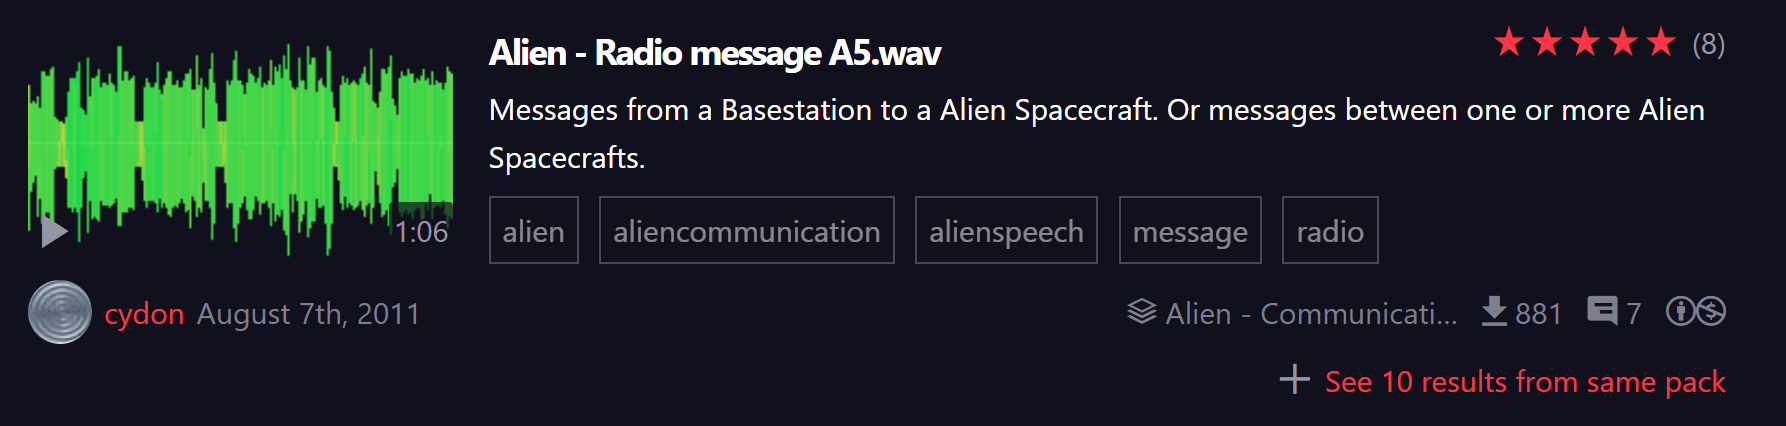 Alien - Radio message A5.wav
(8)
Messages from a Basestation to a Alien Spacecraft. Or messages between one or more Alien
Spacecrafts.
1:06
alien
aliencommunication
alienspeech
message
radio
cydon August 7th, 2011
Alien - Communicati...
881
7
See 10 results from same pack